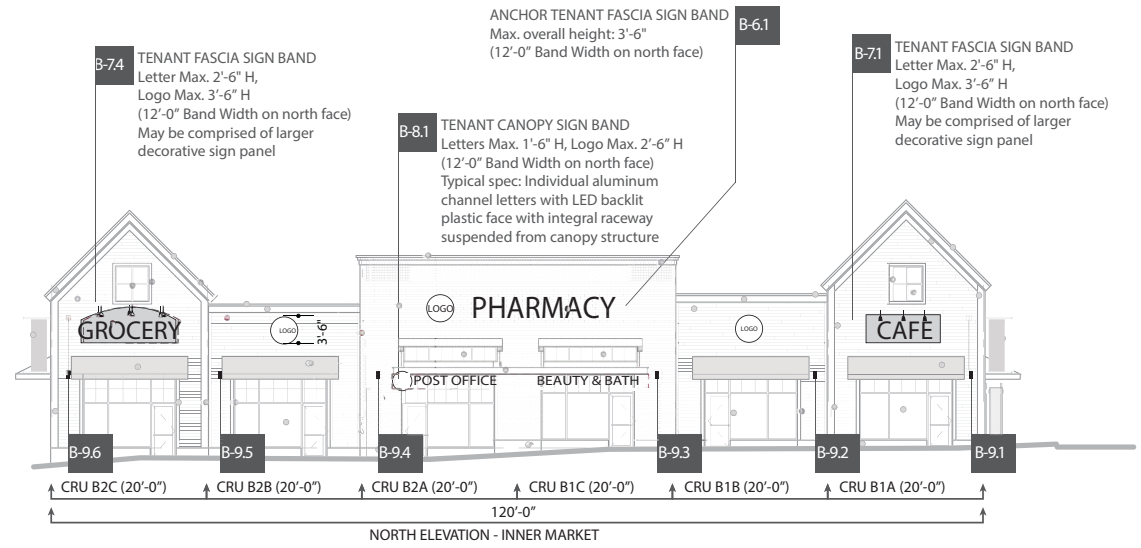 ANCHOR TENANT FASCIA SIGN BAND
Max. overall height: 3'-6"
(12'-0” Band Width on north face)
B-6.1
B-7.4
TENANT FASCIA SIGN BAND
Letter Max. 2'-6" H,
Logo Max. 3’-6” H
(12’-0” Band Width on north face)
May be comprised of larger
decorative sign panel
B-8.1
TENANT CANOPY SIGN BAND
Letters Max. 1'-6" H, Logo Max. 2’-6” H
(12’-0” Band Width on north face)
Typical spec: Individual aluminum
channel letters with LED backlit
plastic face with integral raceway
suspended from canopy structure
B-7.1
TENANT FASCIA SIGN BAND
Letter Max. 2'-6" H,
Logo Max. 3’-6” H
(12’-0” Band Width on north face)
May be comprised of larger
decorative sign panel
GROCERY
LOGO
3'-6"
LOGO
PHARMACY
LOGO
CAFE
POST OFFICE
BEAUTY & BATH
B-9.6
B-9.5
B-9.4
B-9.3
B-9.2
B-9.1
CRU B2C (20’-0”)
CRU B2B (20’-0”)
CRU B2A (20’-0”)
CRU B1C (20’-0”)
CRU B1B (20’-0”)
CRU B1A (20’-0”)
120’-0”
NORTH ELEVATION - INNER MARKET